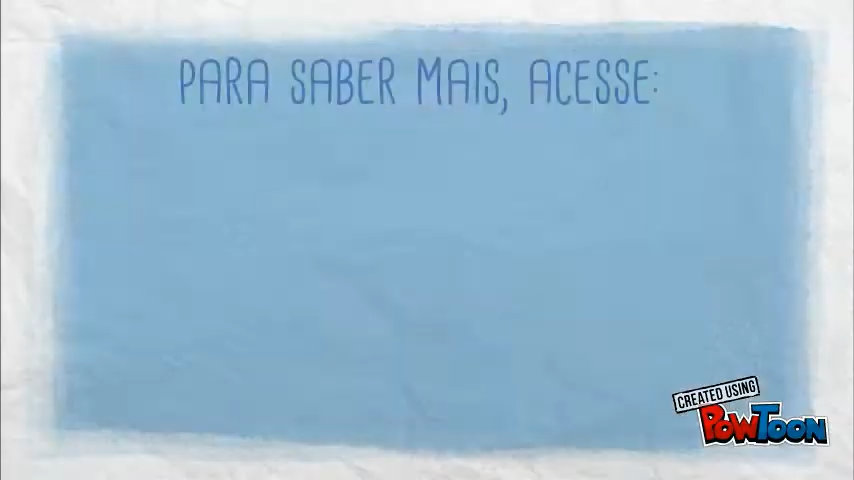 PARA SABER MAIS, ACESSE:
CREATED USING
POWTOON